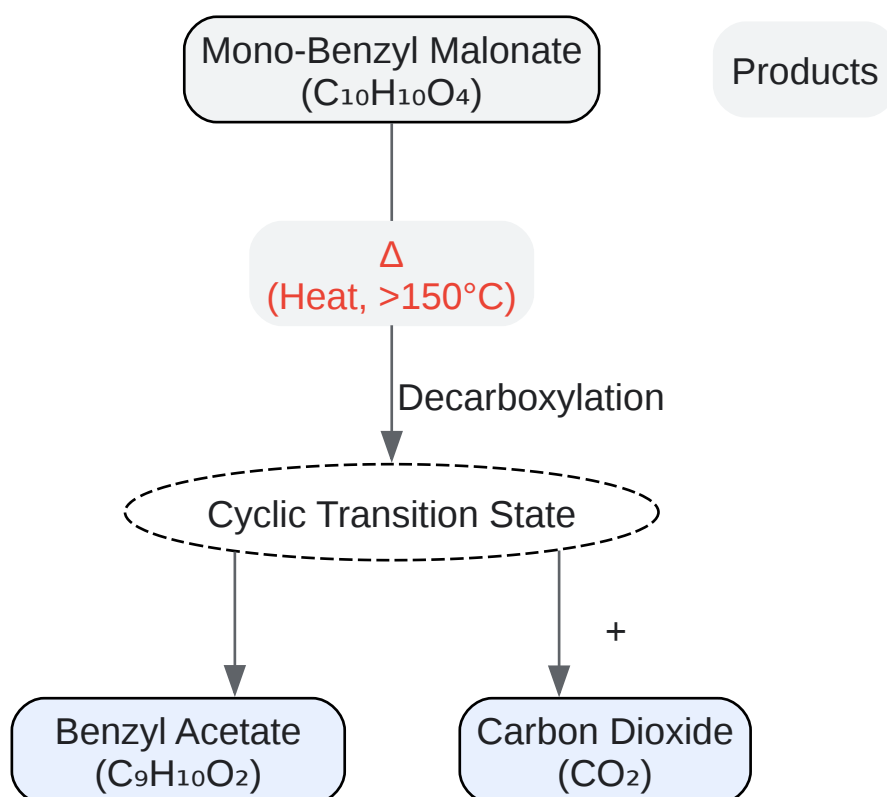 Mono-Benzyl Malonate
(C₁₀H₁₀O₄)
Products
Δ
(Heat, >150°C)
Decarboxylation
Cyclic Transition State
+
Benzyl Acetate
(C₉H₁₀O₂)
Carbon Dioxide
(CO₂)